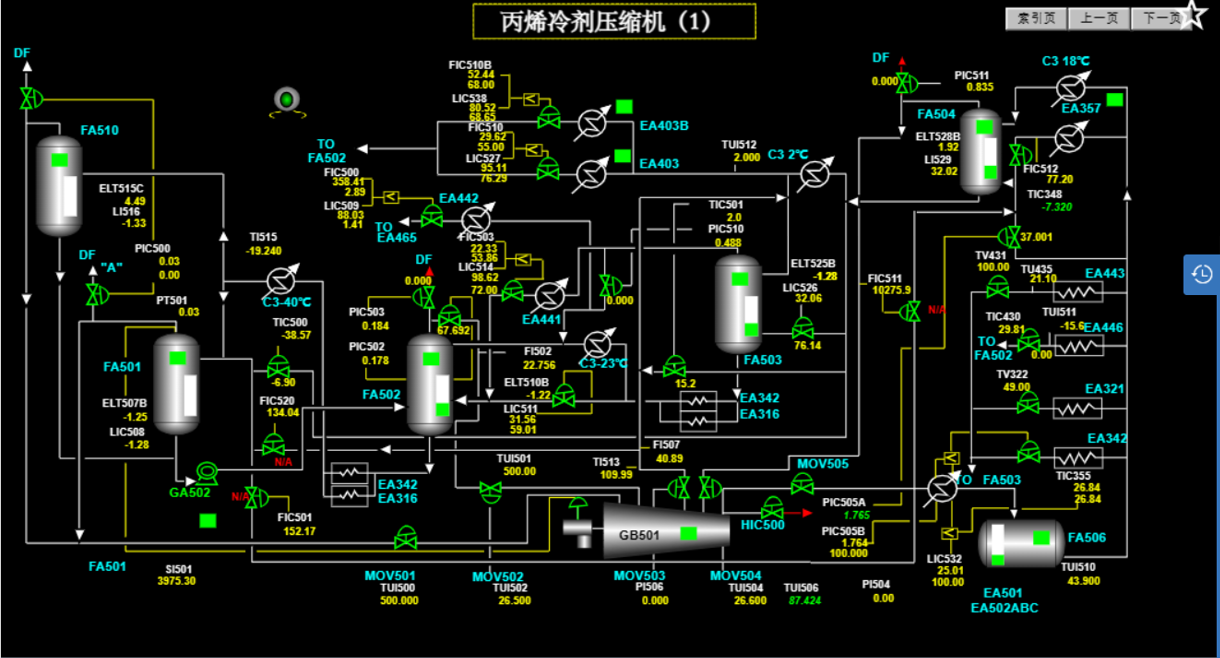 丙烯冷剂压缩机（1）
索引页 上一页 下一页
DF
FA510
ELT515C
4.49
LI516
-1.33
PIC500
0.03
0.00
DF "A"
PT501
0.03
FA501
ELT507B
-1.25
LIC508
-1.28
GA502
FA501
SI501
3975.30
TI515
-19.240
C3-40℃
TIC500
-38.57
-6.90
FIC520
134.04
N/A
N/A
FIC501
152.17
FIC510B
52.44
68.00
LIC538
80.52
68.65
FIC510
29.62
55.00
LIC527
95.11
76.29
EA403B
EA403
TO
FA502
FIC500
358.41
2.89
LIC509
88.03
1.41
EA442
TO
EA465
FIC503
22.33
53.86
LIC514
98.62
72.00
EA441
0.000
DF
0.000
PIC503
0.184
67.692
PIC502
0.178
FA502
FI502
22.756
ELT510B
-1.22
LIC511
31.56
59.01
C3-23℃
EA342
EA316
TUI512
2.000
C3 2℃
TIC501
2.0
PIC510
0.488
ELT525B
-1.28
LIC526
32.06
76.14
FA503
15.2
EA342
EA316
FI507
40.89
TUI501
500.00
TI513
109.99
MOV505
GB501
HIC500
PIC505A
1.765
PIC505B
1.764
100.000
MOV501
TUI500
500.000
MOV502
TUI502
26.500
MOV503
PI506
0.000
MOV504
TUI504
26.600
TUI506
87.424
PI504
0.00
DF
0.000
PIC511
0.835
FA504
ELT528B
1.92
LI529
32.02
C3 18℃
EA357
FIC512
77.20
TIC348
-7.320
37.001
FIC511
10275.9
N/A
TV431
100.00
TU435
21.10
EA443
TUI511
-15.6
TIC430
29.81
EA446
TO
FA502
0.00
TV322
49.00
EA321
EA342
TO FA503
TIC355
26.84
26.84
FA506
LIC532
25.01
100.00
TUI510
43.900
EA501
EA502ABC